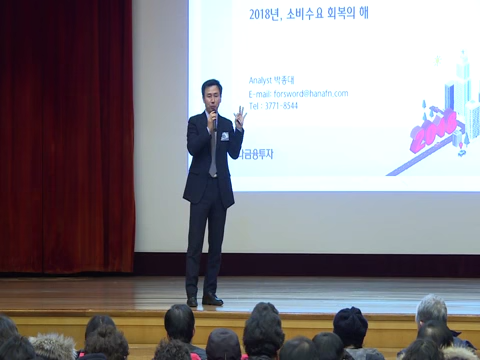 2018년, 소비수요 회복의 해
Analyst 박종대
E-mail: forsword@hanafn.com
Tel : 3771-8544
금융투자